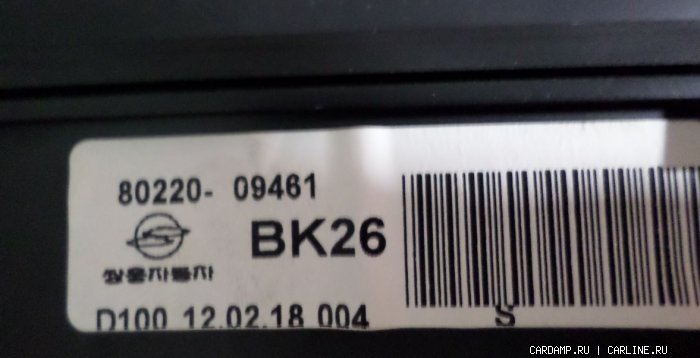 80220- 09461
BK26
쌍용자동차
D100 12.02.18 004
S
CARDAMP.RU | CARLINE.RU